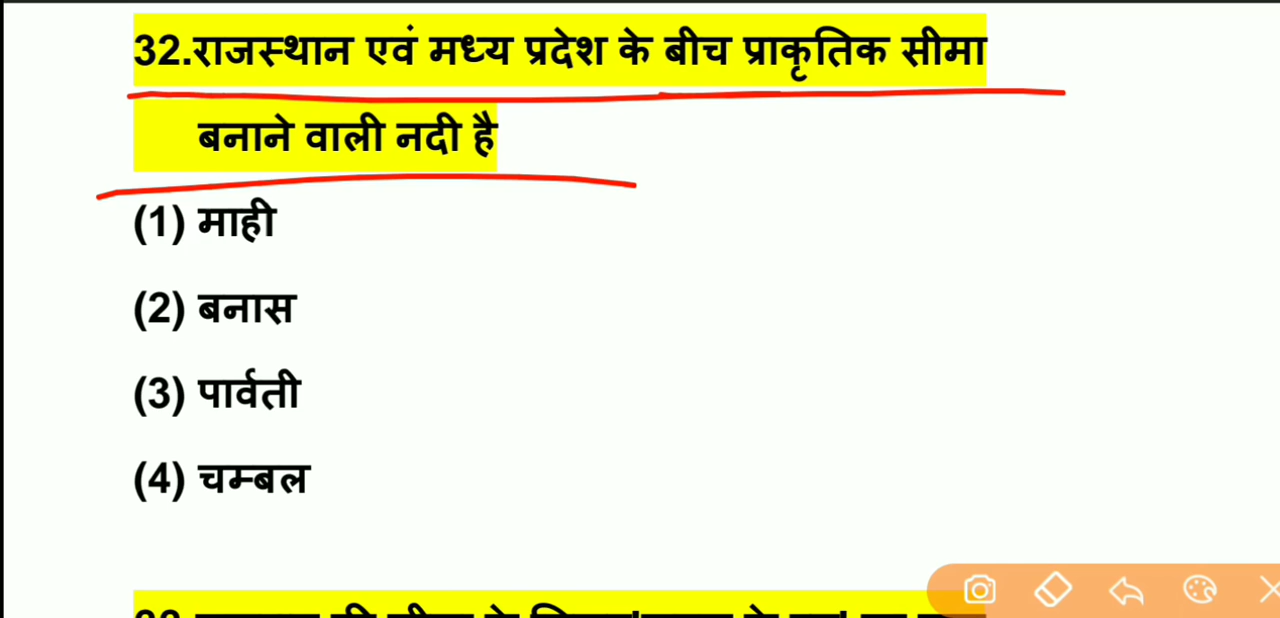 32.राजस्थान एवं मध्य प्रदेश के बीच प्राकृतिक सीमा
बनाने वाली नदी है
(1) माही
(2) बनास
(3) पार्वती
(4) चम्बल